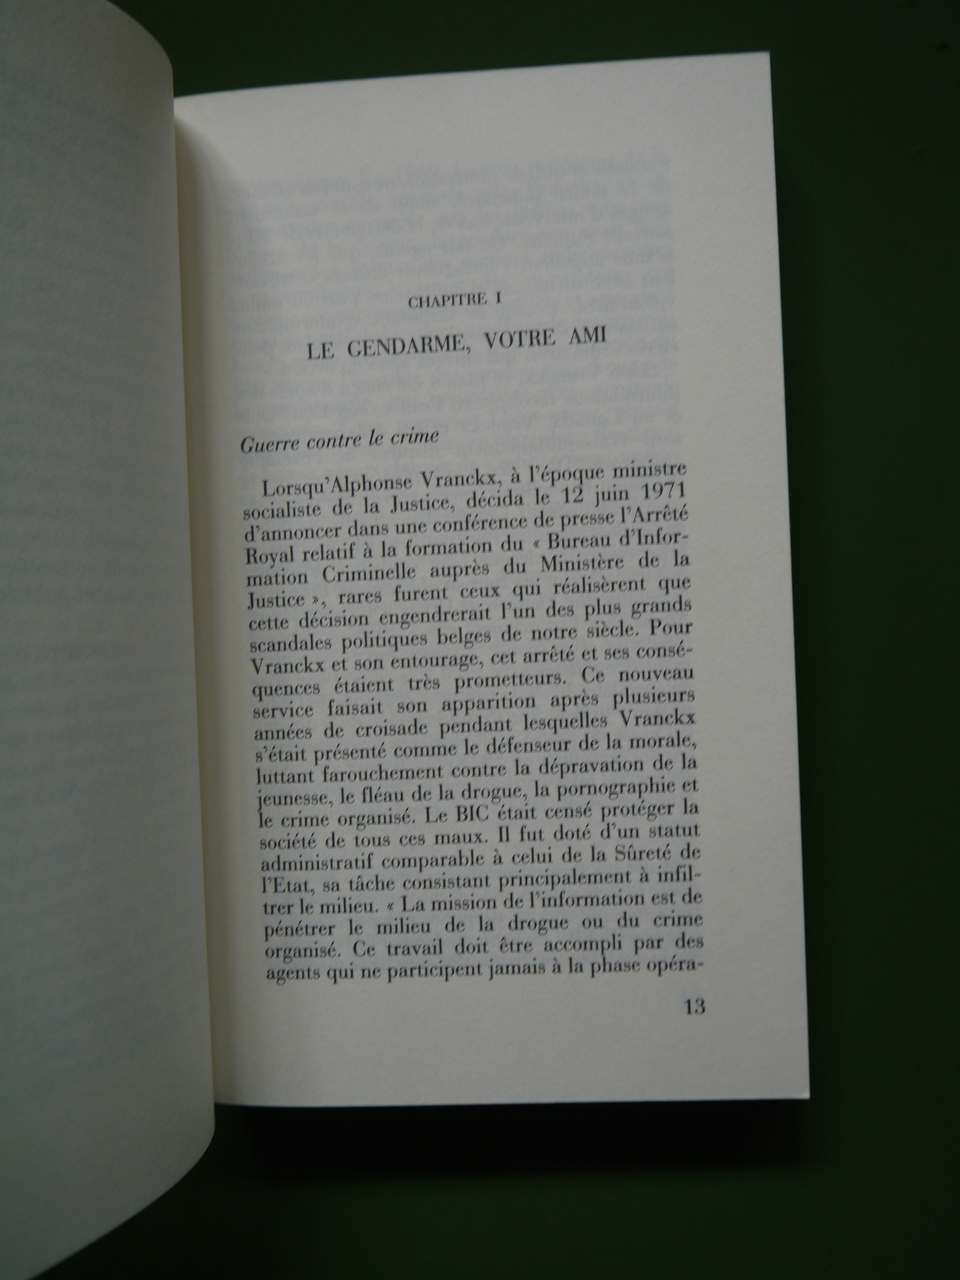 CHAPITRE I
LE GENDARME, VOTRE AMI
Guerre contre le crime
Lorsqu'Alphonse Vranckx, à l'époque ministre
socialiste de la Justice, décida le 12 juin 1971
d'annoncer dans une conférence de presse l'Arrêté
Royal relatif à la formation du « Bureau d'Infor-
mation Criminelle auprès du Ministère de la
Justice », rares furent ceux qui réalisèrent que
cette décision engendrerait l'un des plus grands
scandales politiques belges de notre siècle. Pour
Vranckx et son entourage, cet arrêté et ses consé-
quences étaient très prometteurs. Ce nouveau
service faisait son apparition après plusieurs
années de croisade pendant lesquelles Vranckx
s'était présenté comme le défenseur de la morale,
luttant farouchement contre la dépravation de la
jeunesse, le fléau de la drogue, la pornographie et
le crime organisé. Le BIC était censé protéger la
société de tous ces maux. Il fut doté d'un statut
administratif comparable à celui de la Sûreté de
l'Etat, sa tâche consistant principalement à infil-
trer le milieu. « La mission de l'information est de
pénétrer le milieu de la drogue ou du crime
organisé. Ce travail doit être accompli par des
agents qui ne participent jamais à la phase opéra-
13